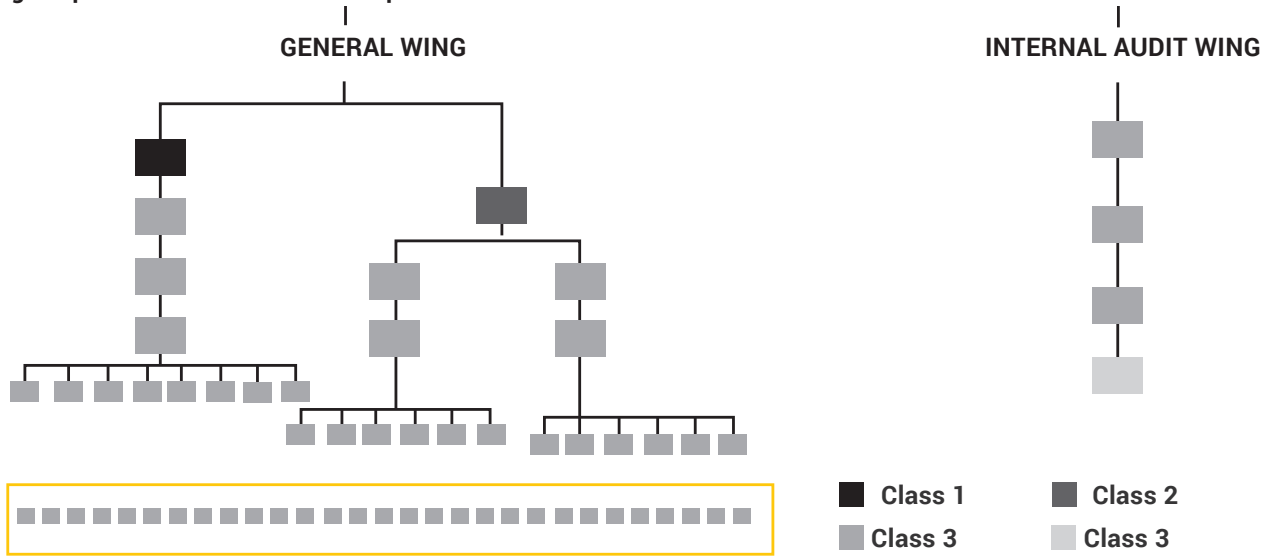 GENERAL WING
INTERNAL AUDIT WING
Class 1
Class 2
Class 3
Class 3